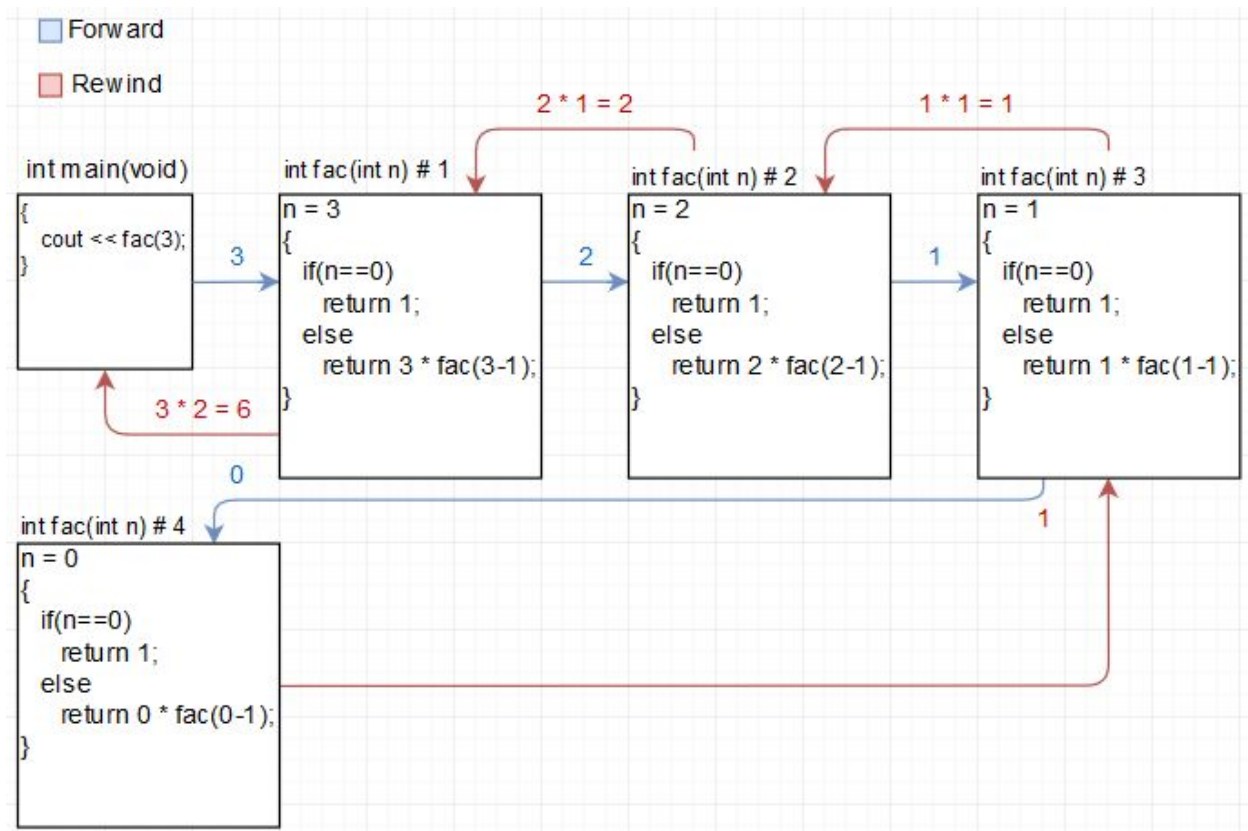 Forward
Rewind
2 * 1 = 2
1 * 1 = 1
int main(void)
{
cout << fac(3);
}
3
int fac(int n) # 1
n = 3
{
if(n==0)
return 1;
else
return 3 * fac(3-1);
}
2
int fac(int n) # 2
n = 2
{
if(n==0)
return 1;
else
return 2 * fac(2-1);
}
1
int fac(int n) # 3
n = 1
{
if(n==0)
return 1;
else
return 1 * fac(1-1);
}
3 * 2 = 6
0
1
int fac(int n) # 4
n = 0
{
if(n==0)
return 1;
else
return 0 * fac(0-1);
}